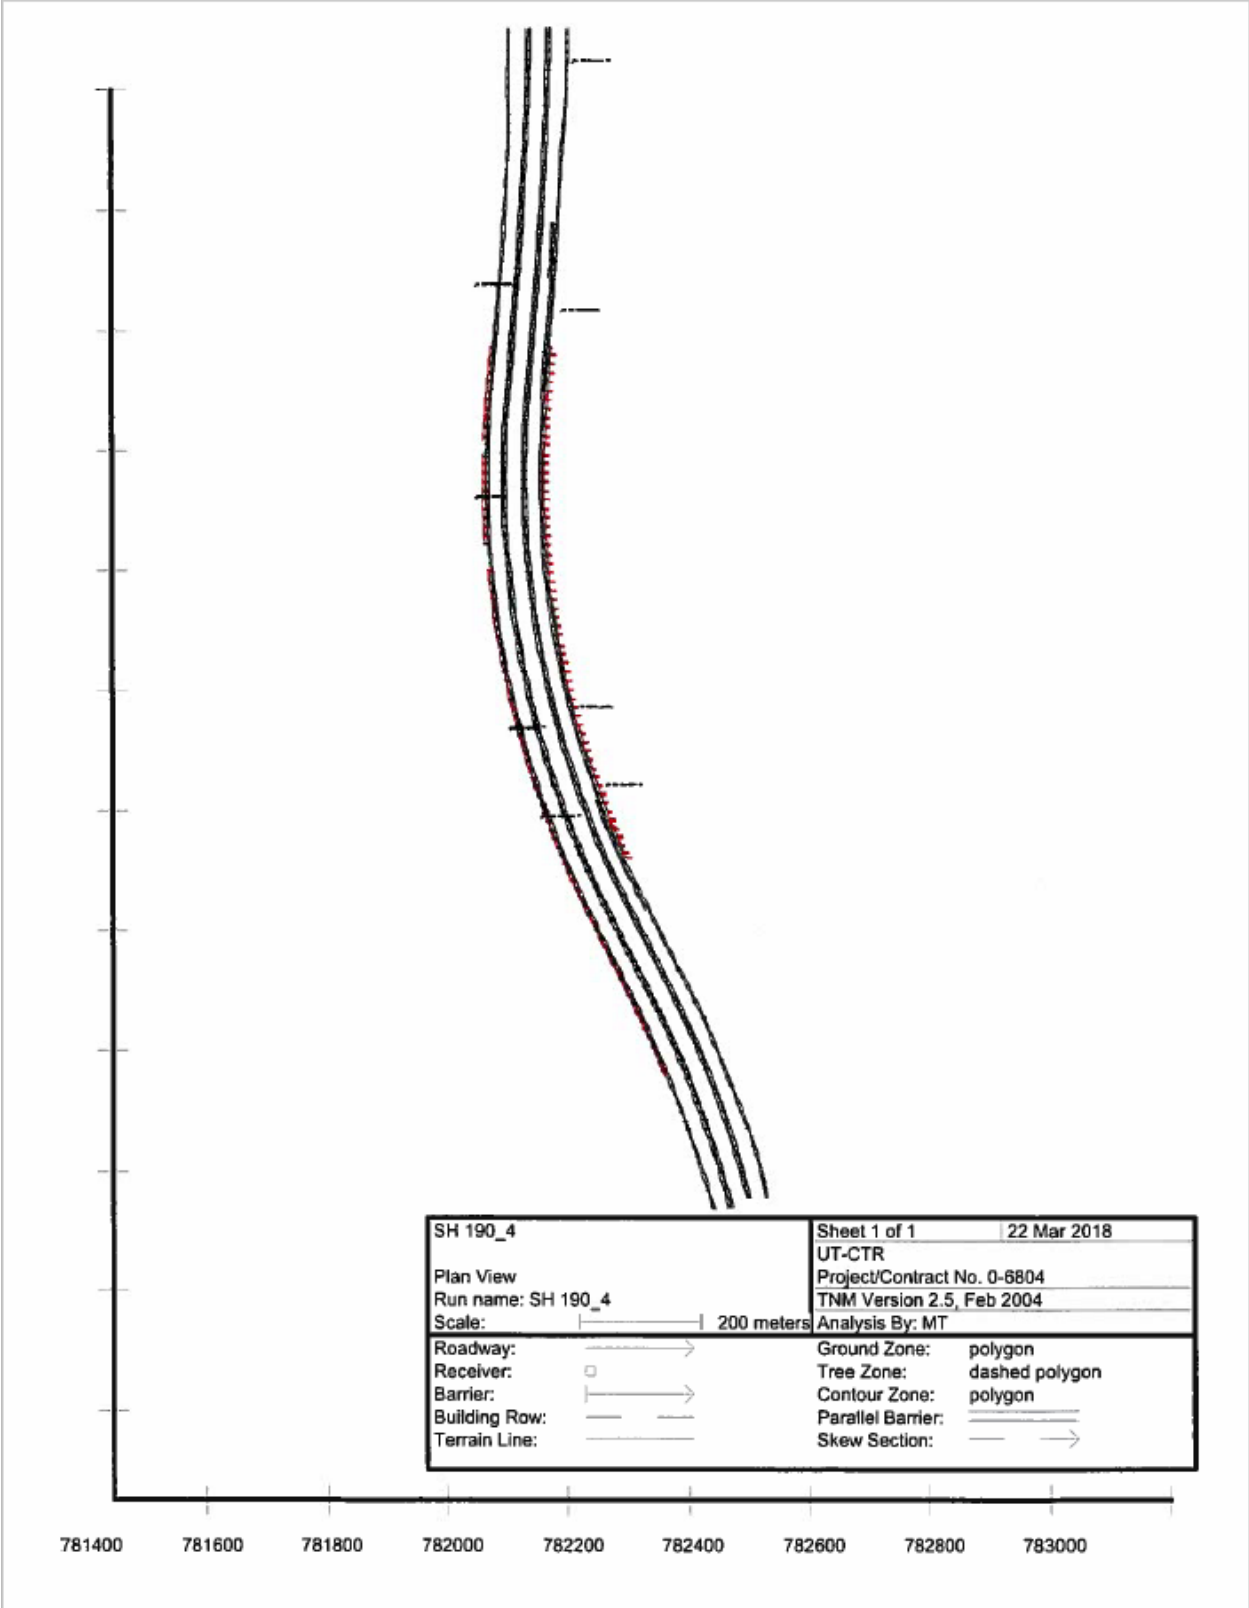 SH 190_4
Sheet 1 of 1 22 Mar 2018
UT-CTR
Plan View
Project/Contract No. 0-6804
Run name: SH 190_4
TNM Version 2.5, Feb 2004
Scale: 200 meters
Analysis By: MT
Roadway:
Ground Zone: polygon
Receiver:
Tree Zone: dashed polygon
Barrier:
Contour Zone: polygon
Building Row:
Parallel Barrier:
Terrain Line:
Skew Section:
781400 781600 781800 782000 782200 782400 782600 782800 783000